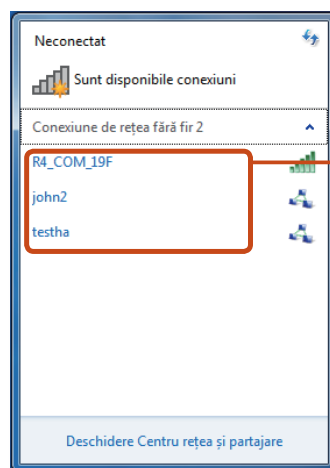 Neconectat
Sunt disponibile conexiuni
Conexiune de rețea fără fir 2
R4_COM_19F
john2
testha
Deschidere Centru rețea și partajare